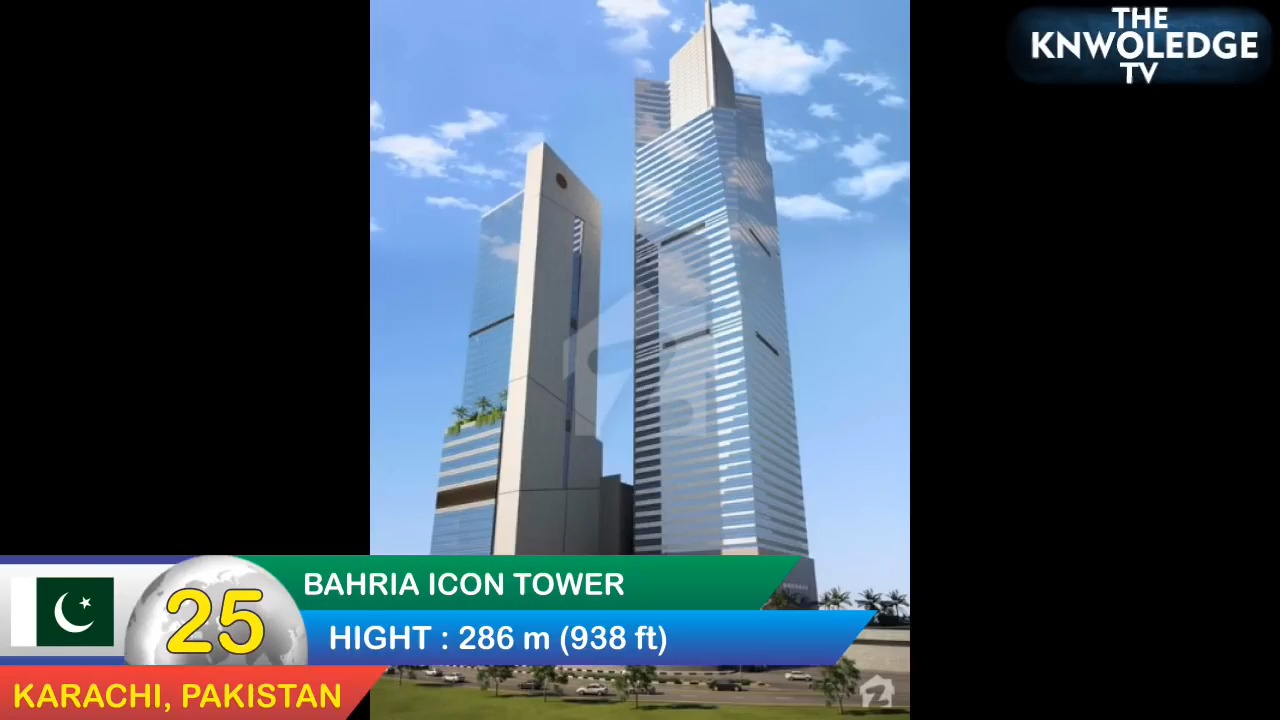 THE
KNWOLEDGE
TV
BAHRIA ICON TOWER
25
HIGHT : 286 m (938 ft)
KARACHI, PAKISTAN